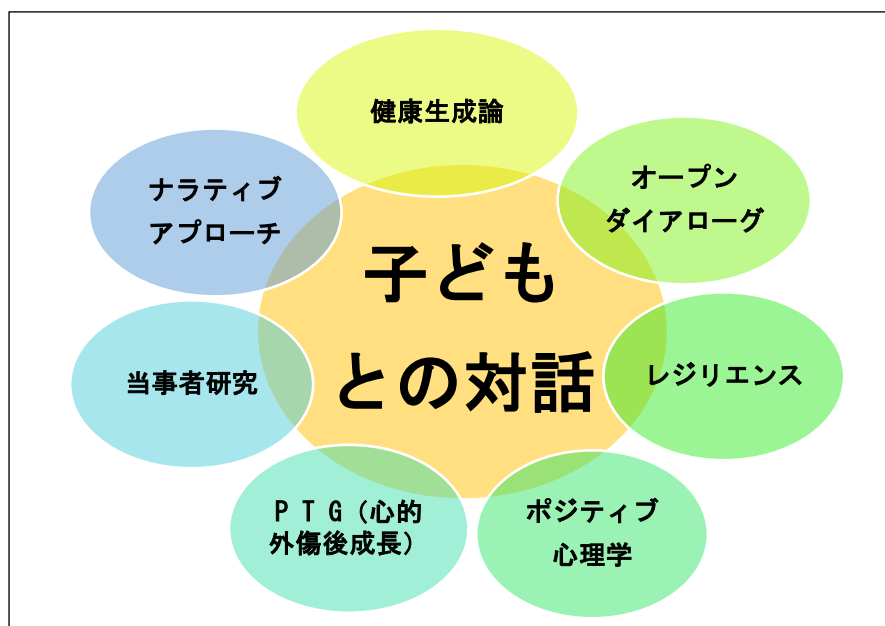 健康生成論
オープン
ダイアローグ
レジリエンス
ポジティブ
心理学
ＰＴＧ（心的
外傷後成長）
当事者研究
ナラティブ
アプローチ
子ども
との対話